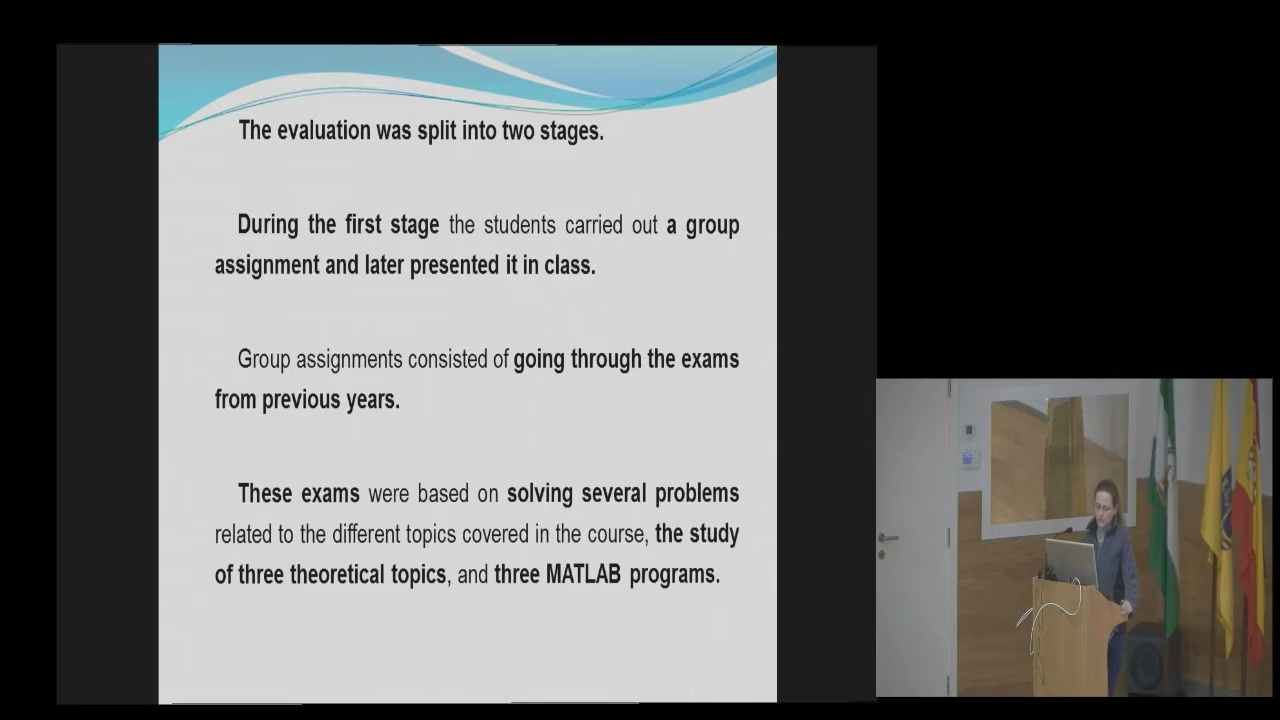 The evaluation was split into two stages.
During the first stage the students carried out a group
assignment and later presented it in class.
Group assignments consisted of going through the exams
from previous years.
These exams were based on solving several problems
related to the different topics covered in the course, the study
of three theoretical topics, and three MATLAB programs.